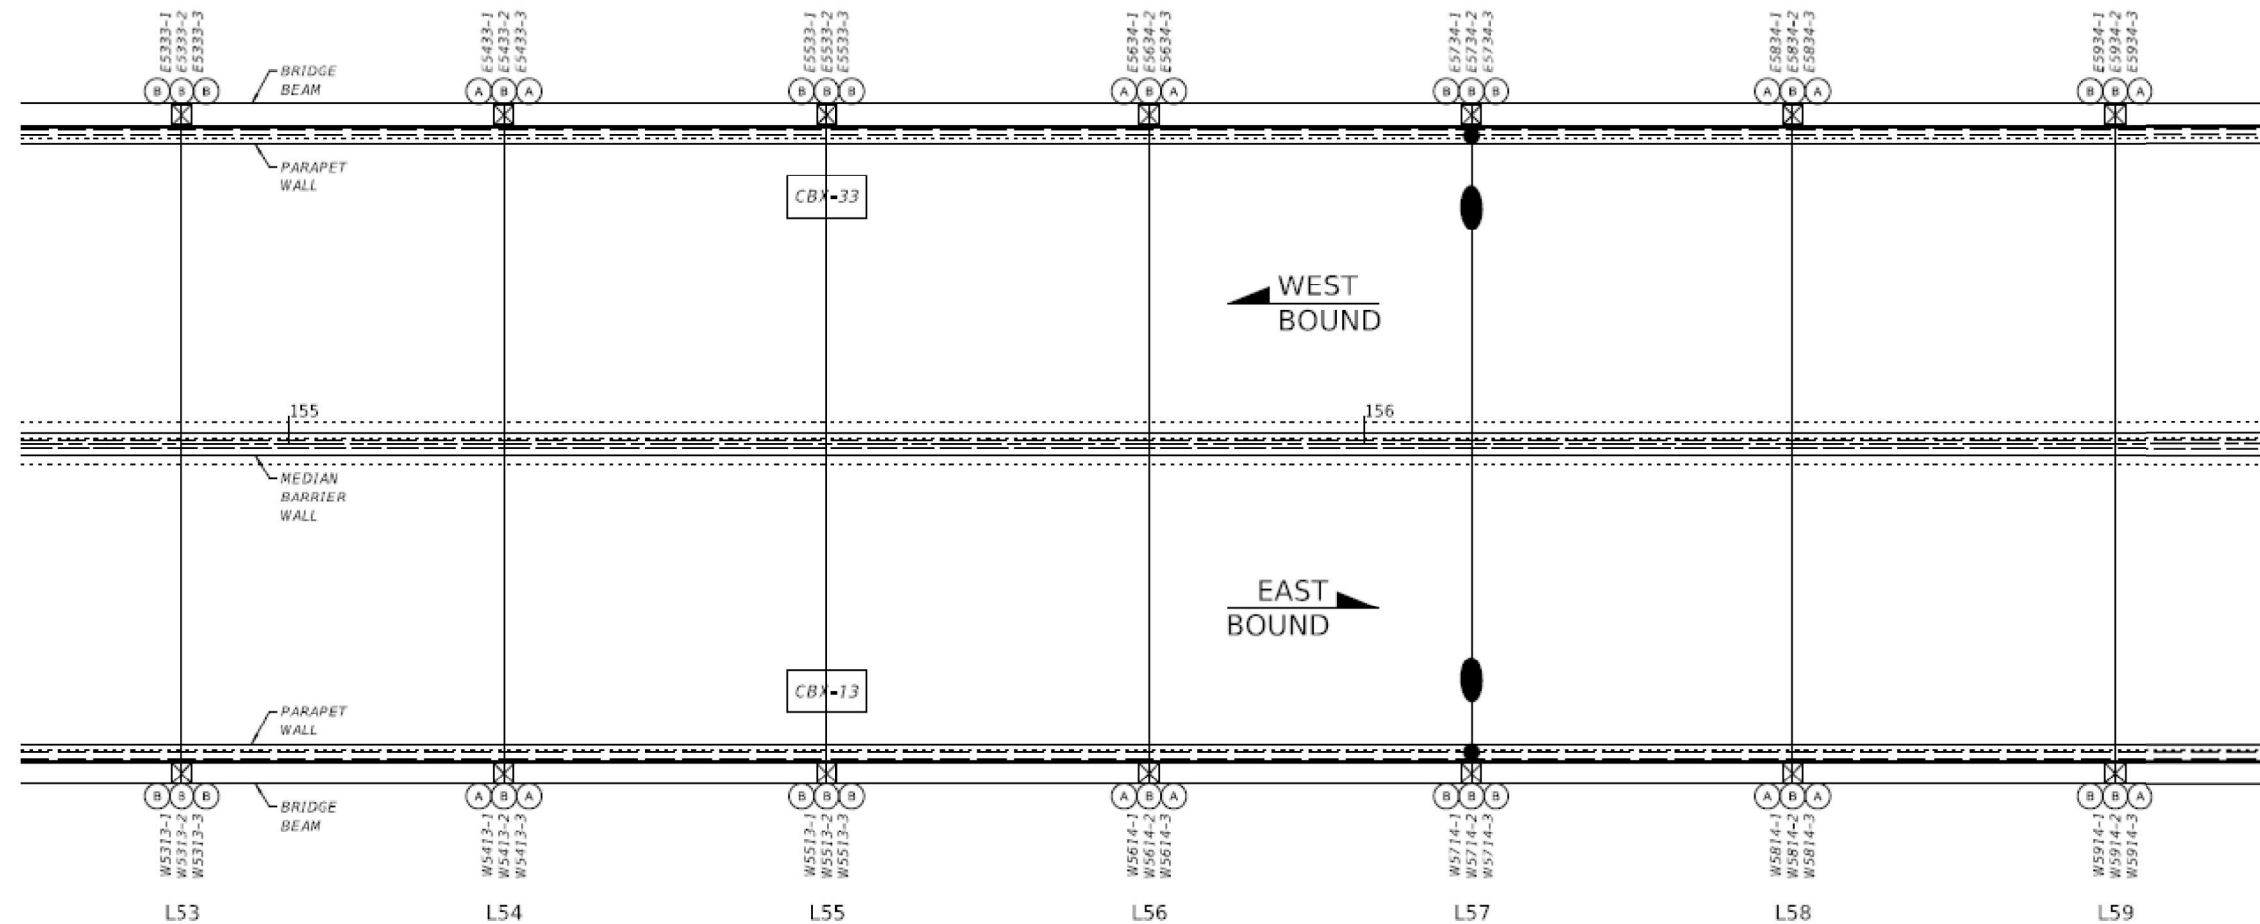 E5333-1
E5333-2
E5333-3
E5433-1
E5433-2
E5433-3
E5533-1
E5533-2
E5533-3
E5634-1
E5634-2
E5634-3
E5734-1
E5734-2
E5734-3
E5834-1
E5834-2
E5834-3
E5934-1
E5934-2
E5934-3
B B B
A B A
B B B
A B A
B B B
A B A
B B A
BRIDGE
BEAM
PARAPET
WALL
CBX-33
WEST
BOUND
155
156
MEDIAN
BARRIER
WALL
EAST
BOUND
CBX-13
PARAPET
WALL
B B B
A B A
B B B
A B A
B B B
A B A
B B A
BRIDGE
BEAM
W5313-1
W5313-2
W5313-3
W5413-1
W5413-2
W5413-3
W5513-1
W5513-2
W5513-3
W5614-1
W5614-2
W5614-3
W5714-1
W5714-2
W5714-3
W5814-1
W5814-2
W5814-3
W5914-1
W5914-2
W5914-3
L53
L54
L55
L56
L57
L58
L59